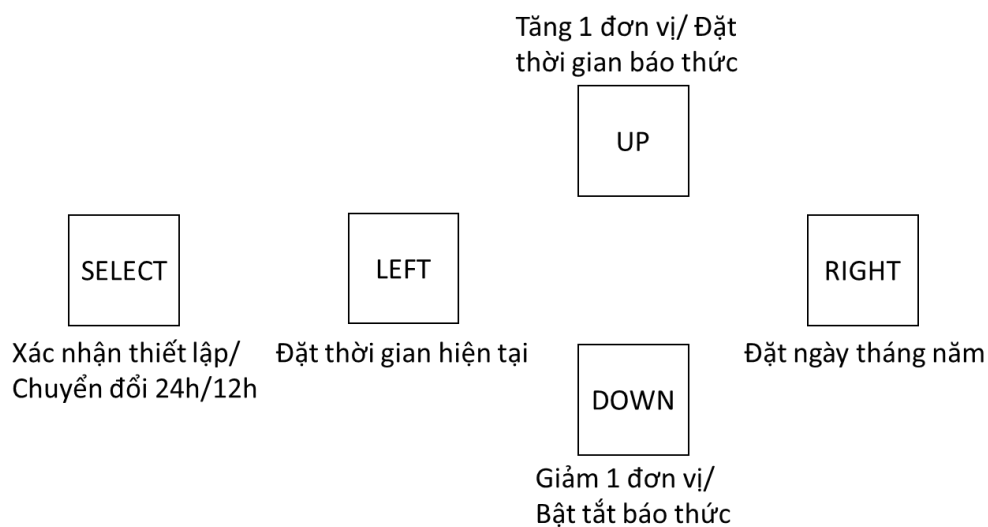 Tăng 1 đơn vị/ Đặt
thời gian báo thức
UP
SELECT
LEFT
RIGHT
Xác nhận thiết lập/
Chuyển đổi 24h/12h
Đặt thời gian hiện tại
Đặt ngày tháng năm
DOWN
Giảm 1 đơn vị/
Bật tắt báo thức